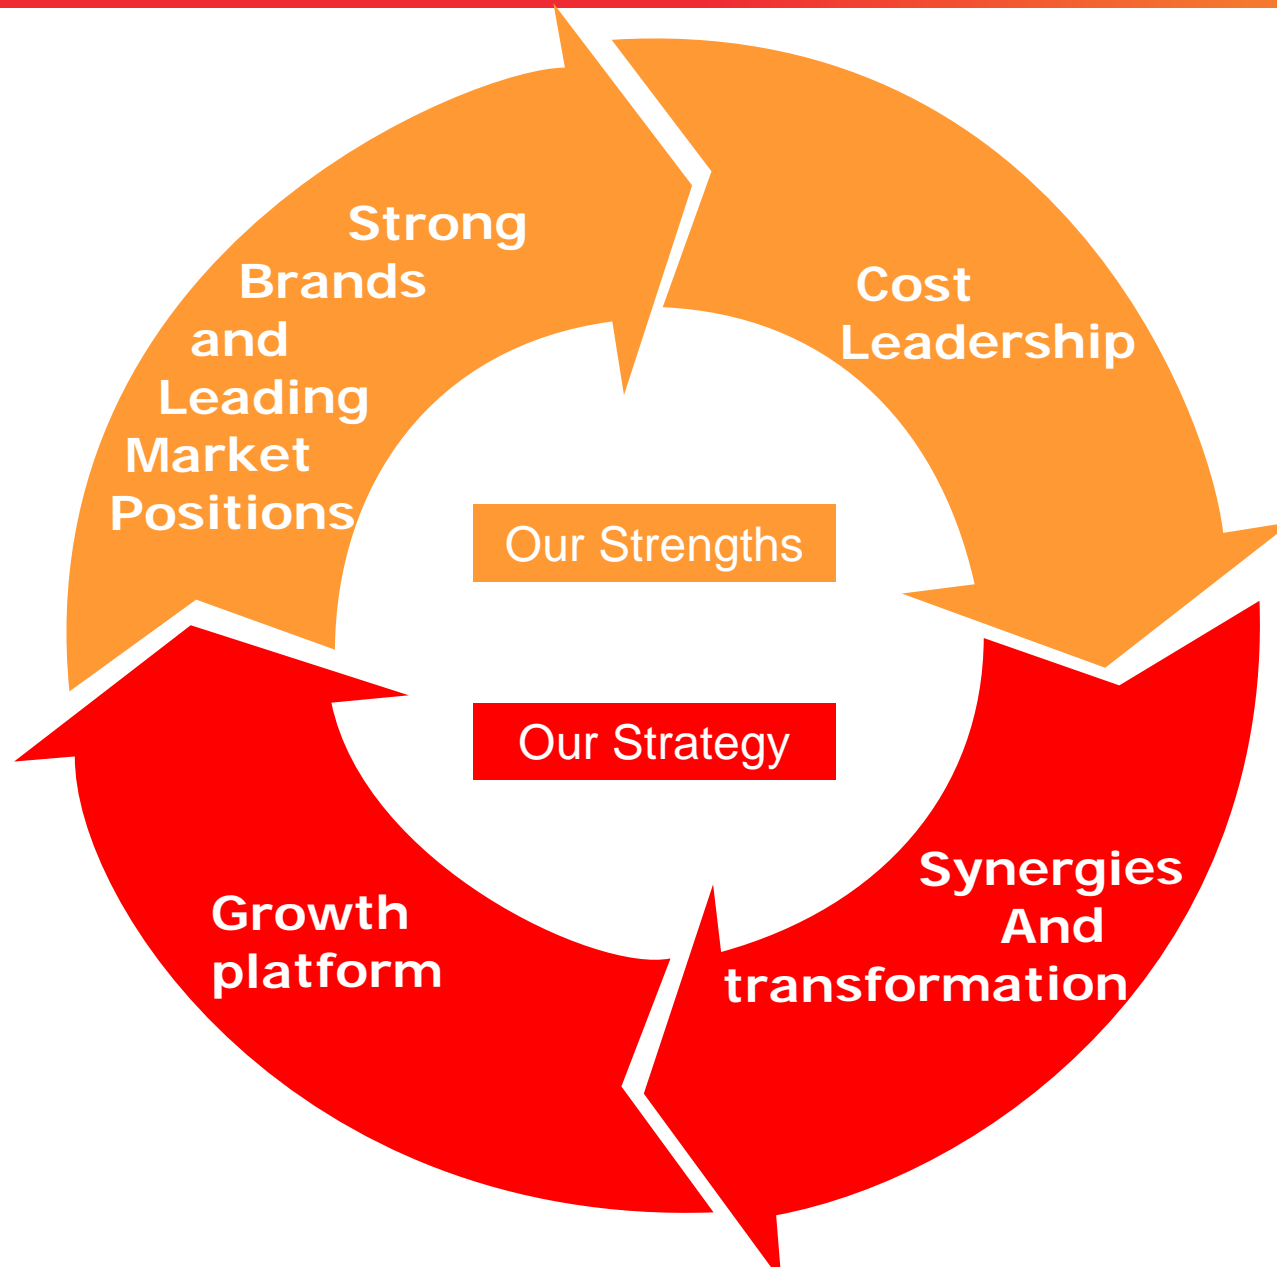 Strong
Brands
and
Leading
Market
Positions
Cost
Leadership
Our Strengths
Our Strategy
Synergies
And
transformation
Growth
platform